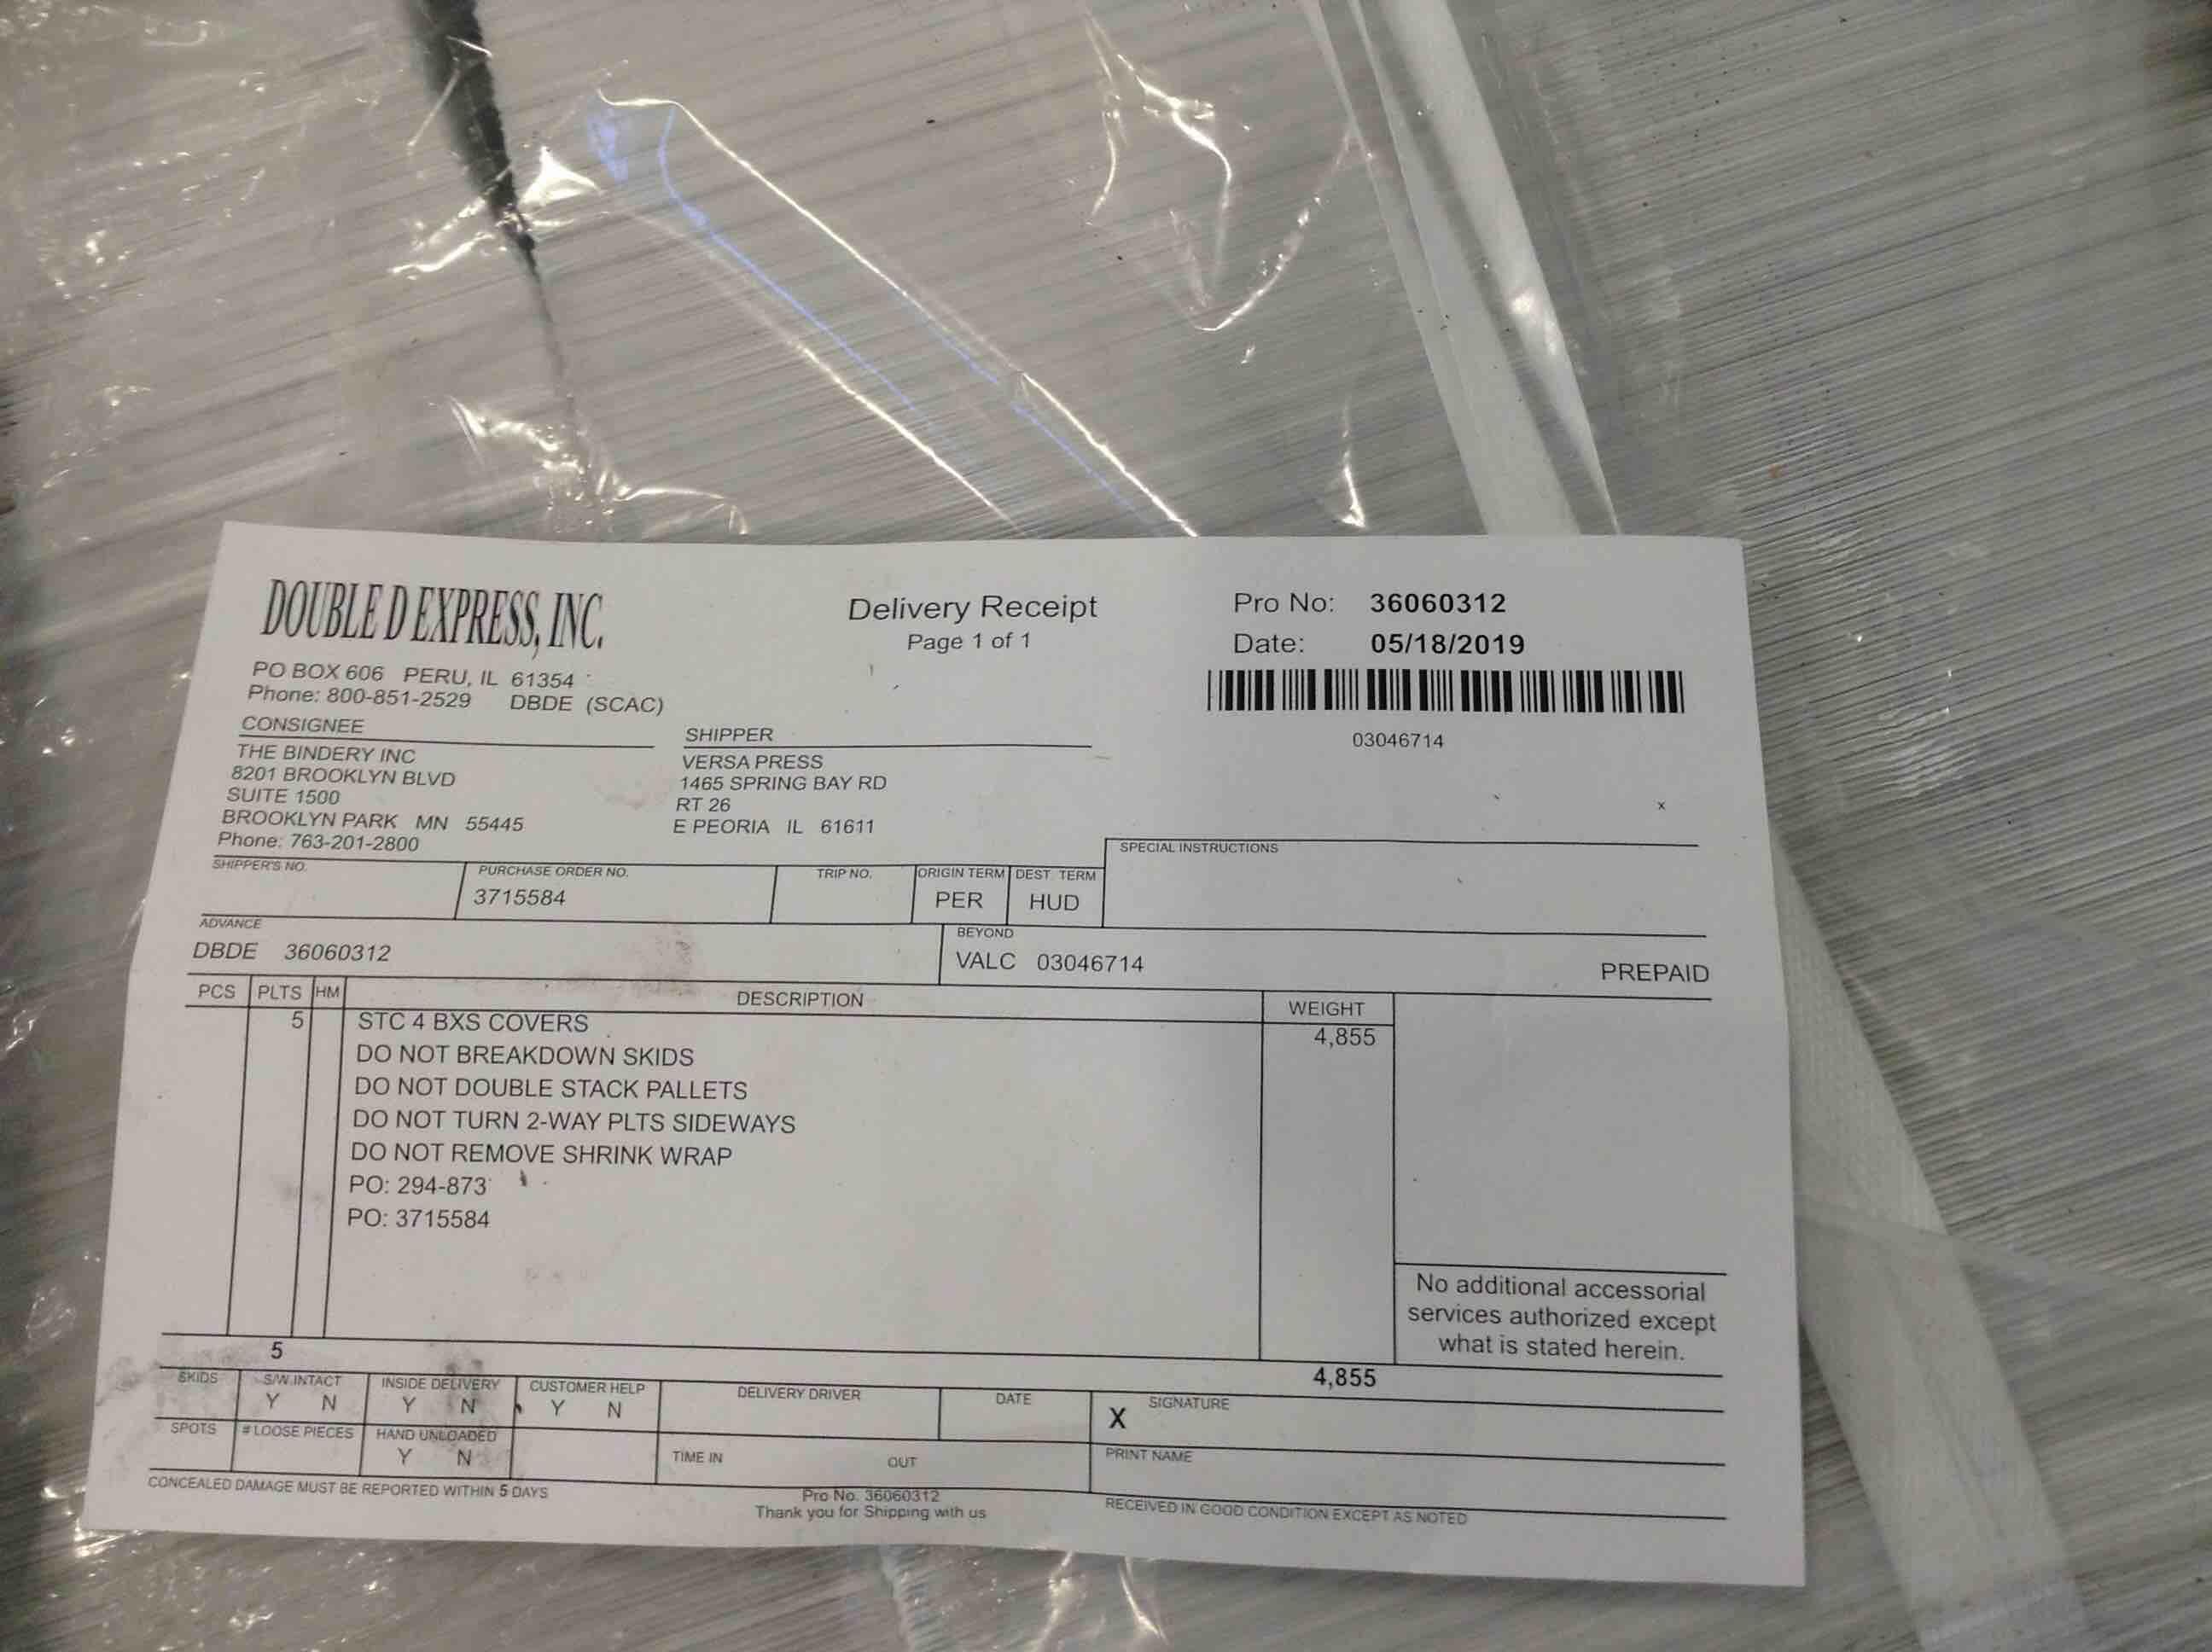 DOUBLE D EXPRESS, INC.
PO BOX 606 PERU, IL 61354
Phone: 800-851-2529 DBDE (SCAC)
Delivery Receipt
Page 1 of 1
Pro No: 36060312
Date: 05/18/2019
03046714
x
CONSIGNEE
THE BINDERY INC
8201 BROOKLYN BLVD
SUITE 1500
BROOKLYN PARK MN 55445
Phone: 763-201-2800
SHIPPER
VERSA PRESS
1465 SPRING BAY RD
RT 26
E PEORIA IL 61611
SPECIAL INSTRUCTIONS
SHIPPER'S NO.
PURCHASE ORDER NO.
3715584
TRIP NO.
ORIGIN TERM
PER
DEST. TERM
HUD
ADVANCE
DBDE 36060312
BEYOND
VALC 03046714
PREPAID
PCS PLTS HM DESCRIPTION WEIGHT
5 STC 4 BXS COVERS 4,855
DO NOT BREAKDOWN SKIDS
DO NOT DOUBLE STACK PALLETS
DO NOT TURN 2-WAY PLTS SIDEWAYS
DO NOT REMOVE SHRINK WRAP
PO: 294-873
PO: 3715584
No additional accessorial
services authorized except
what is stated herein.
5 4,855
SKIDS
S/W INTACT
Y N
INSIDE DELIVERY
Y N
CUSTOMER HELP
Y N
DELIVERY DRIVER
DATE
SIGNATURE
X
SPOTS
# LOOSE PIECES
HAND UNLOADED
Y N
TIME IN OUT
PRINT NAME
CONCEALED DAMAGE MUST BE REPORTED WITHIN 5 DAYS
Pro No. 36060312
Thank you for Shipping with us
RECEIVED IN GOOD CONDITION EXCEPT AS NOTED